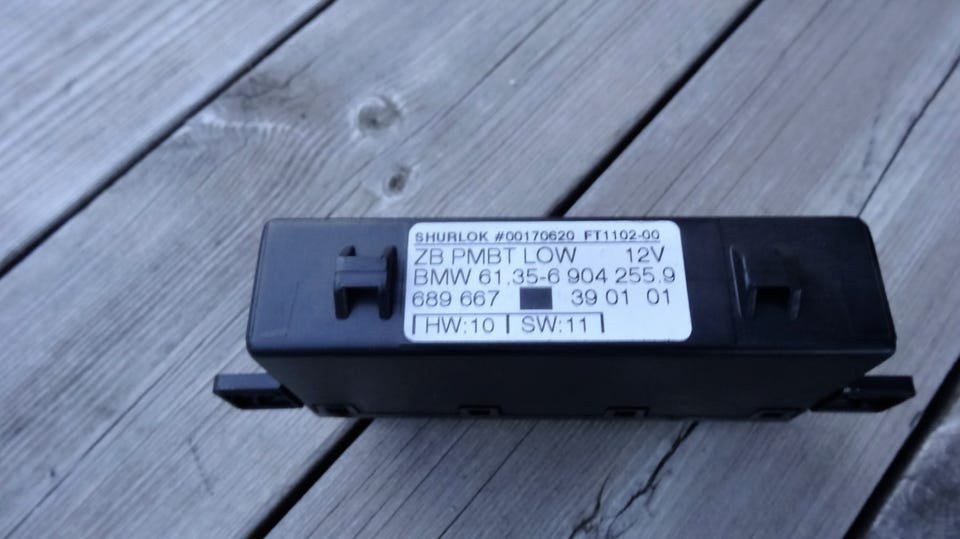 SHURLOK #00170620 FT1102-00
ZB PMBT LOW 12V
BMW 61.35-6 904 255.9
689 667 39 01 01
HW:10 SW:11